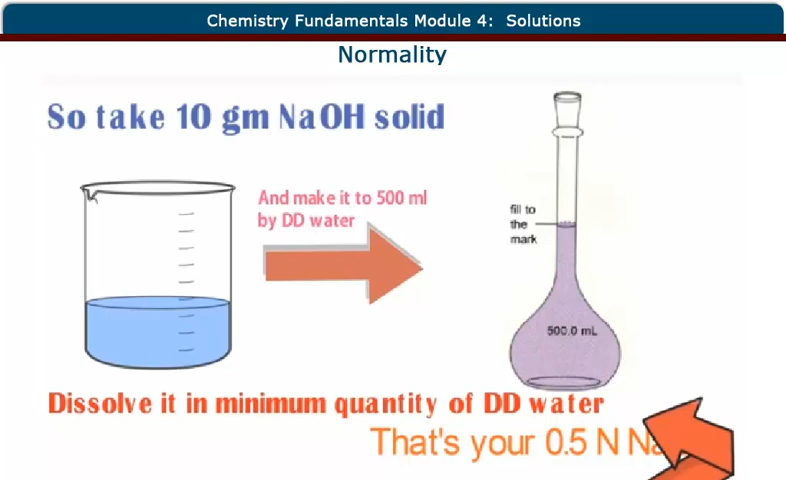 Chemistry Fundamentals Module 4: Solutions
Normality
So take 10 gm NaOH solid
And make it to 500 ml
by DD water
fill to
the
mark
500.0 mL
Dissolve it in minimum quantity of DD water
That's your 0.5 N